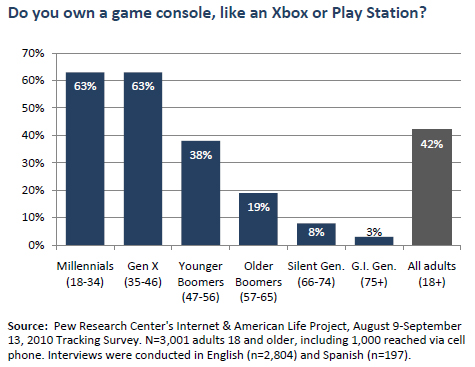 Do you own a game console, like an Xbox or Play Station?
70%
60%
50%
40%
30%
20%
10%
0%
63%
63%
38%
19%
8%
3%
42%
Millennials
(18-34)
Gen X
(35-46)
Younger
Boomers
(47-56)
Older
Boomers
(57-65)
Silent Gen.
(66-74)
G.I. Gen.
(75+)
All adults
(18+)
Source: Pew Research Center's Internet & American Life Project, August 9-September
13, 2010 Tracking Survey. N=3,001 adults 18 and older, including 1,000 reached via cell
phone. Interviews were conducted in English (n=2,804) and Spanish (n=197).